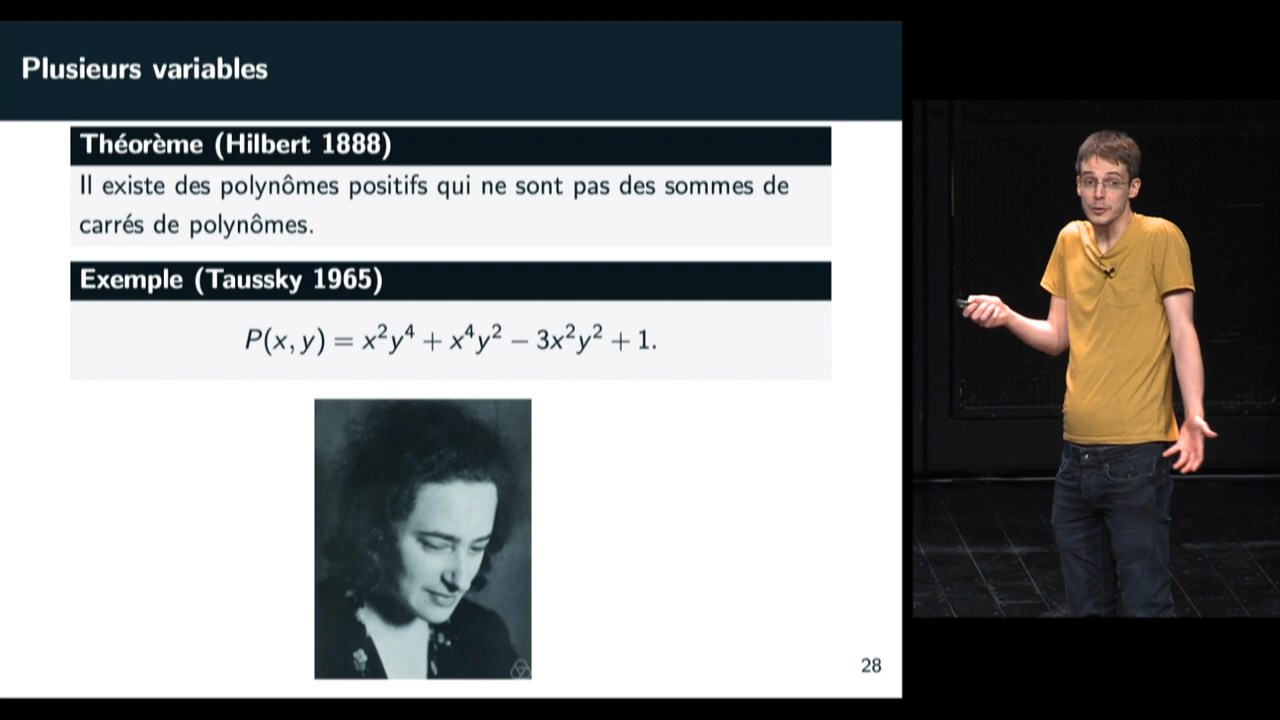 Plusieurs variables
Théorème (Hilbert 1888)
Il existe des polynômes positifs qui ne sont pas des sommes de
carrés de polynômes.
Exemple (Taussky 1965)
P(x, y) = x²y⁴ + x⁴y² − 3x²y² + 1.
28